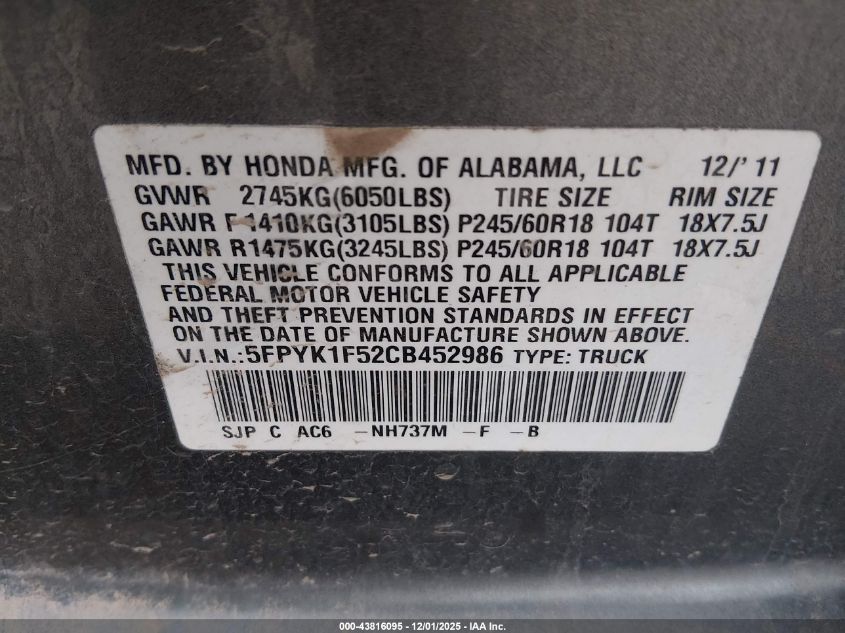 MFD. BY HONDA MFG. OF ALABAMA, LLC 12/'11
GVWR 2745KG(6050LBS) TIRE SIZE RIM SIZE
GAWR F 1410KG(3105LBS) P245/60R18 104T 18X7.5J
GAWR R1475KG(3245LBS) P245/60R18 104T 18X7.5J
THIS VEHICLE CONFORMS TO ALL APPLICABLE
FEDERAL MOTOR VEHICLE SAFETY
AND THEFT PREVENTION STANDARDS IN EFFECT
ON THE DATE OF MANUFACTURE SHOWN ABOVE.
V.I.N.:5FPYK1F52CB452986 TYPE: TRUCK
SJP C AC6 -NH737M -F -B
000-43816095 - 12/01/2025 - IAA Inc.